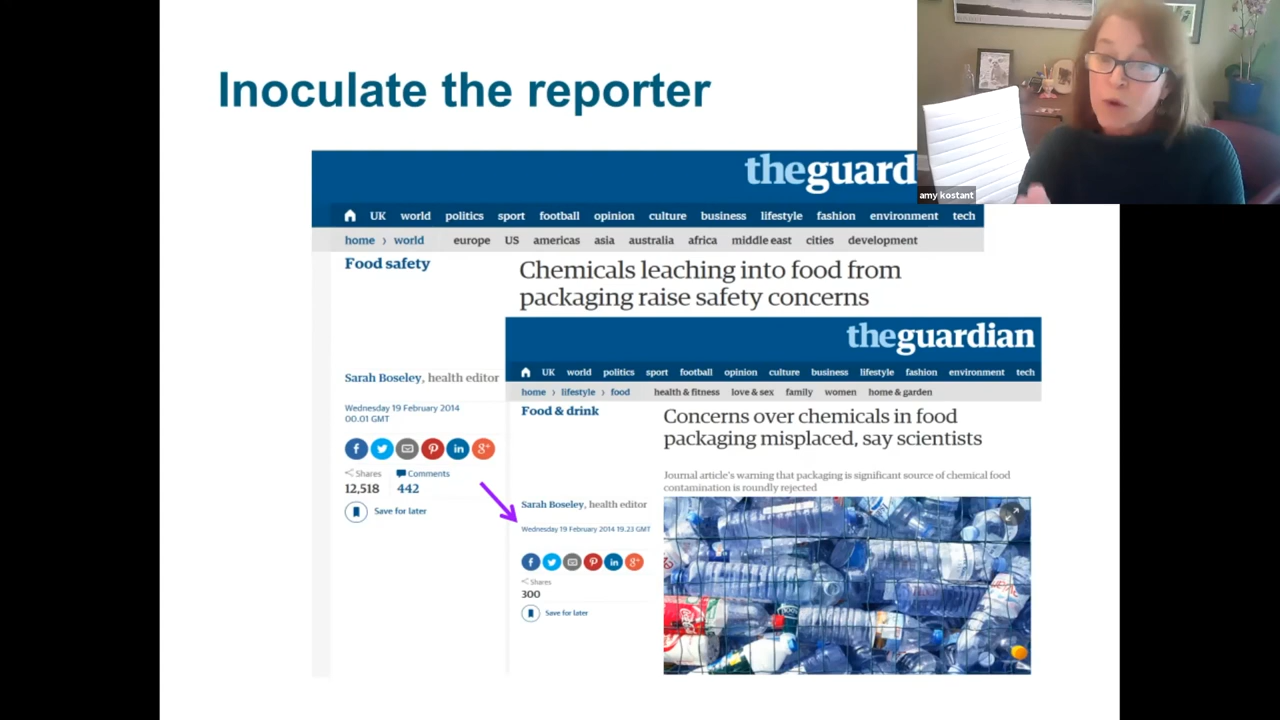 Inoculate the reporter
amy kostant
theguard
UK world politics sport football opinion culture business lifestyle fashion environment tech
home › world europe US americas asia australia africa middle east cities development
Food safety
Chemicals leaching into food from
packaging raise safety concerns
Sarah Boseley, health editor
Wednesday 19 February 2014
00.01 GMT
Shares Comments
12,518 442
Save for later
theguardian
UK world politics sport football opinion culture business lifestyle fashion environment tech
home › lifestyle › food health & fitness love & sex family women home & garden
Food & drink
Concerns over chemicals in food
packaging misplaced, say scientists
Journal article's warning that packaging is significant source of chemical food
contamination is roundly rejected
Sarah Boseley, health editor
Wednesday 19 February 2014 19.23 GMT
Shares
300
Save for later